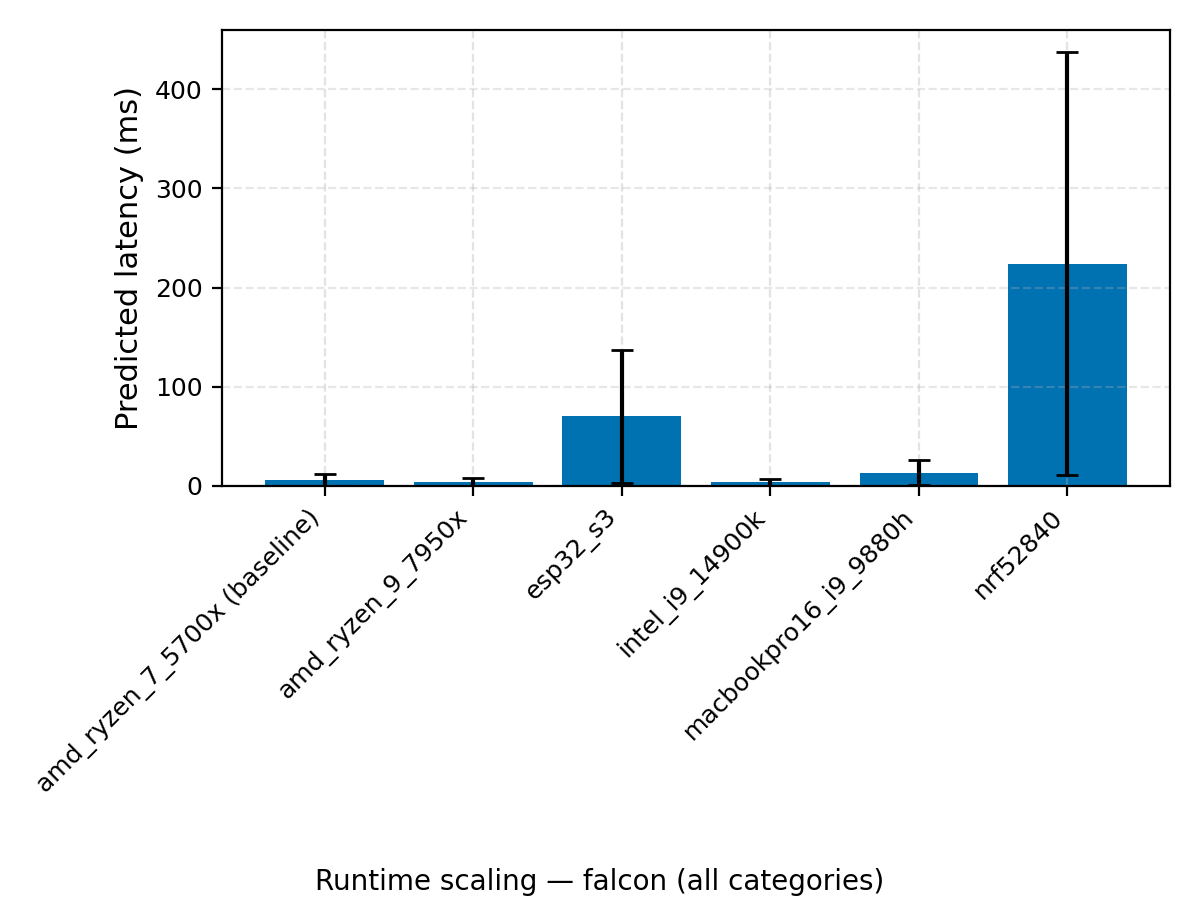 Predicted latency (ms)
400
300
200
100
0
amd_ryzen_7_5700x (baseline)
amd_ryzen_9_7950x
esp32_s3
intel_i9_14900k
macbookpro16_i9_9880h
nrf52840
Runtime scaling — falcon (all categories)